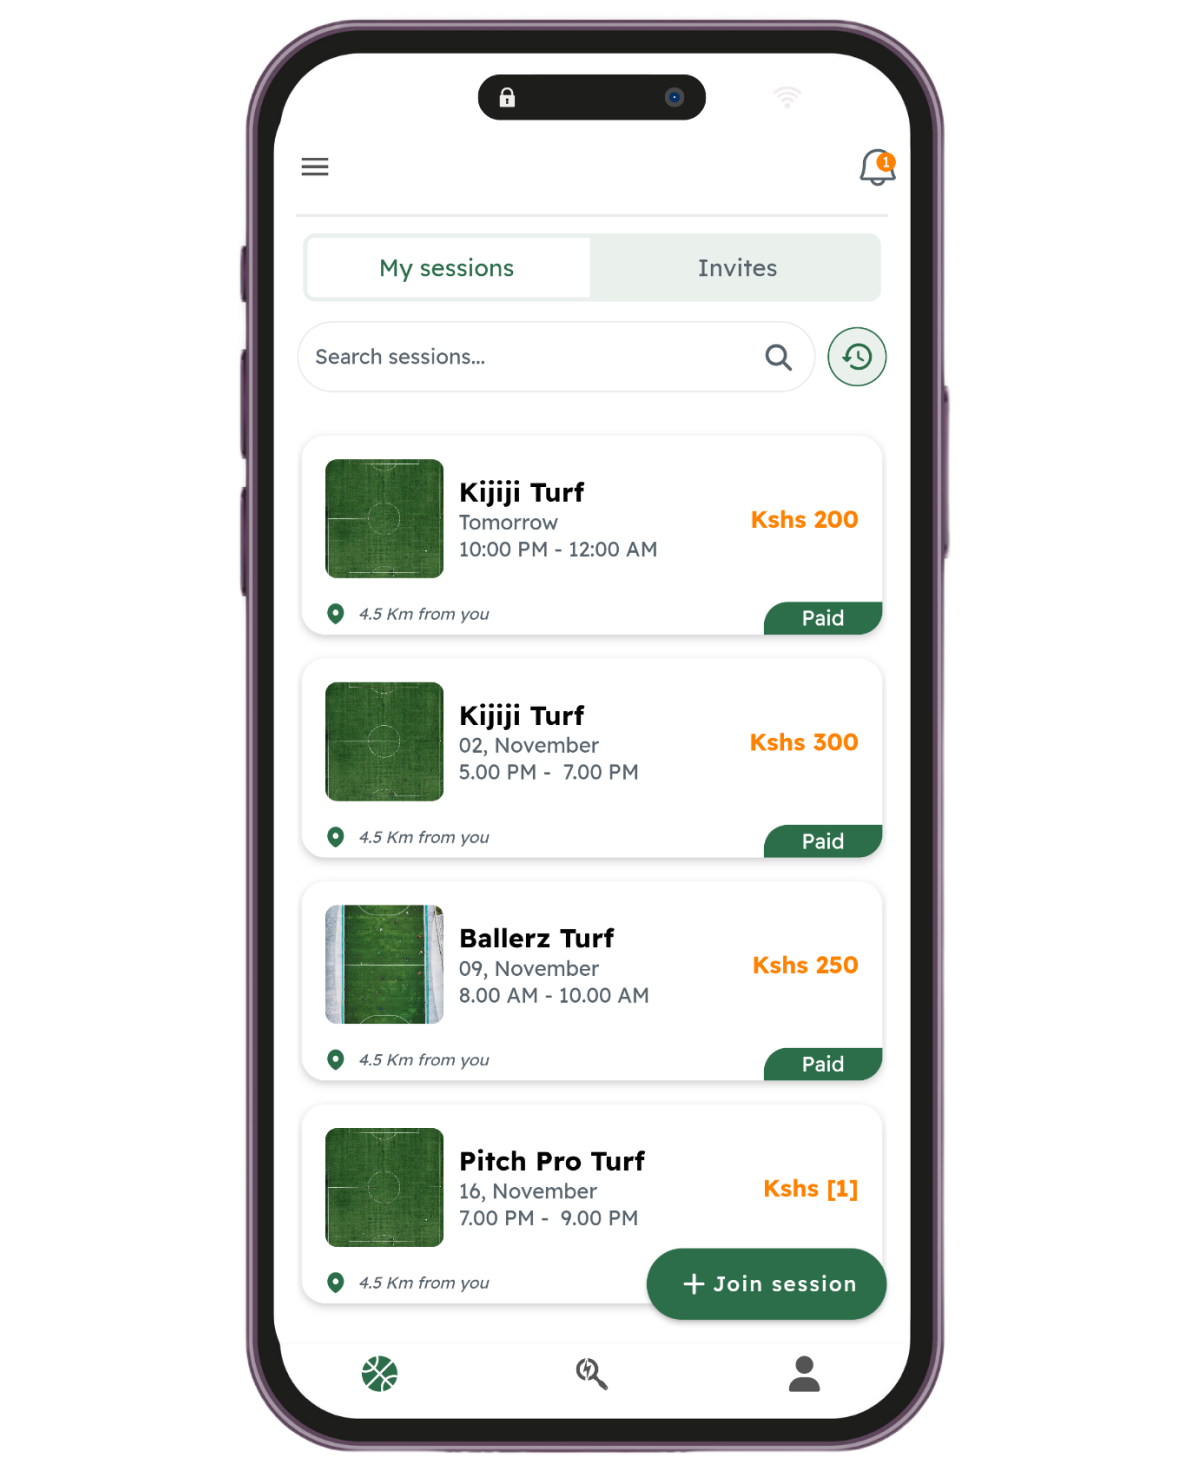 1
My sessions
Invites
Search sessions...
Kijiji Turf
Tomorrow
10:00 PM - 12:00 AM
Kshs 200
4.5 Km from you
Paid
Kijiji Turf
02, November
5.00 PM -  7.00 PM
Kshs 300
4.5 Km from you
Paid
Ballerz Turf
09, November
8.00 AM - 10.00 AM
Kshs 250
4.5 Km from you
Paid
Pitch Pro Turf
16, November
7.00 PM -  9.00 PM
Kshs [1]
4.5 Km from you
+ Join session